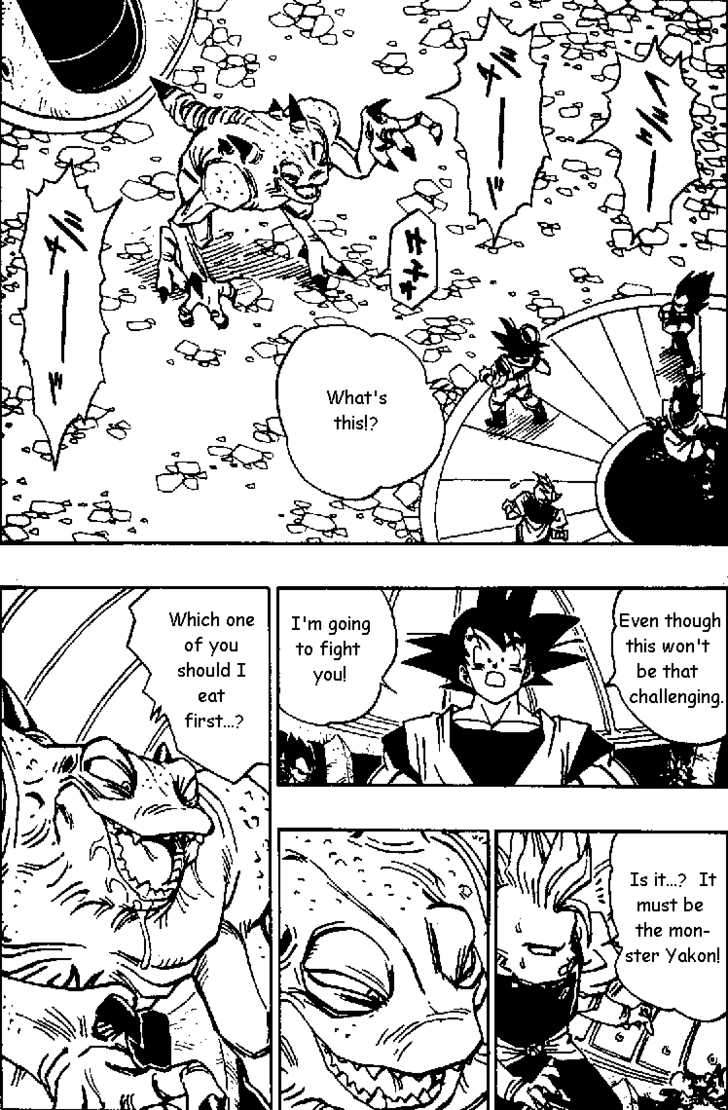 What's
this!?
I'm going
to fight
you!
Even though
this won't
be that
challenging.
Which one
of you
should I
eat
first...?
Is it...? It
must be
the mon-
ster Yakon!